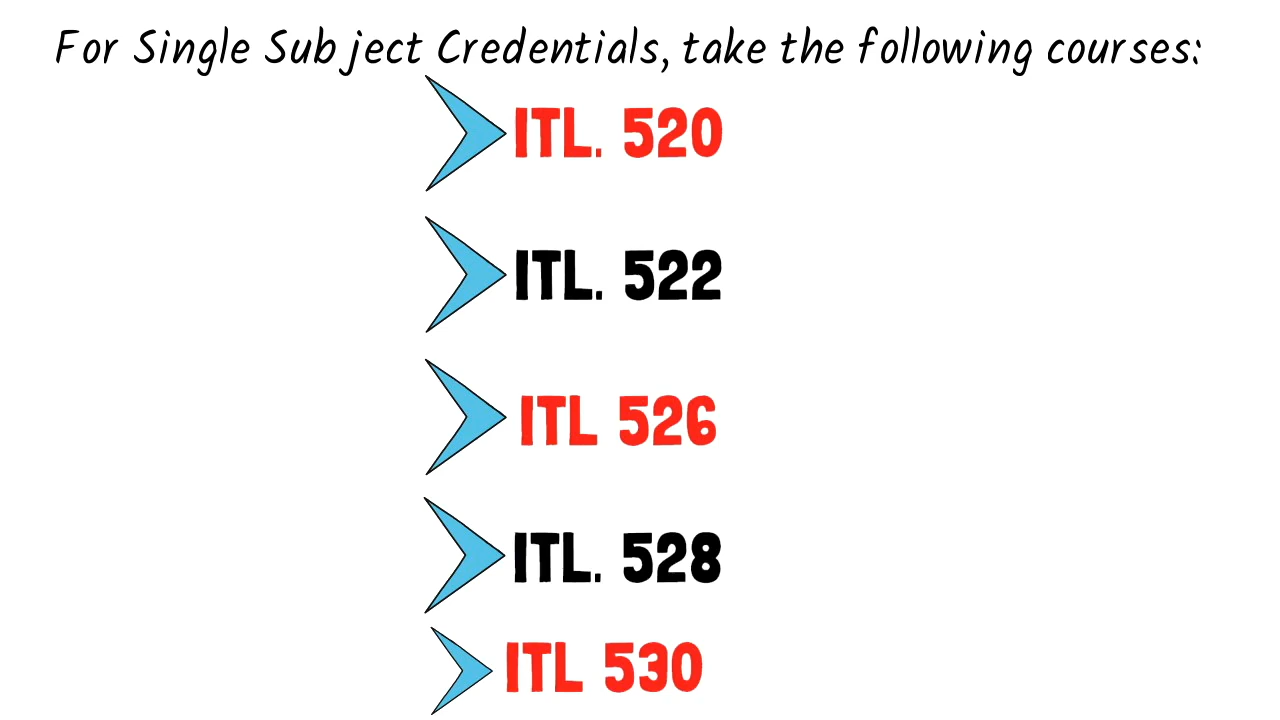 For Single Subject Credentials, take the following courses:
ITL. 520
ITL. 522
ITL 526
ITL. 528
ITL 530